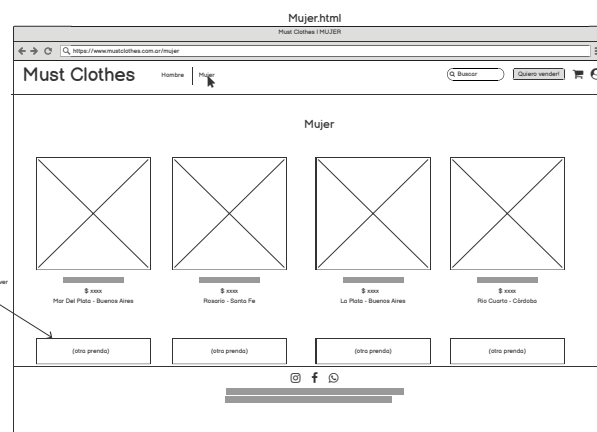 Mujer.html
Must Clothes | MUJER
https://www.mustclothes.com.ar/mujer
Must Clothes
Hombre
Mujer
Buscar
Quiero vender!
Mujer
$ xxxx
$ xxxx
$ xxxx
$ xxxx
Mar Del Plata - Buenos Aires
Rosario - Santa Fe
La Plata - Buenos Aires
Río Cuarto - Córdoba
(otra prenda)
(otra prenda)
(otra prenda)
(otra prenda)